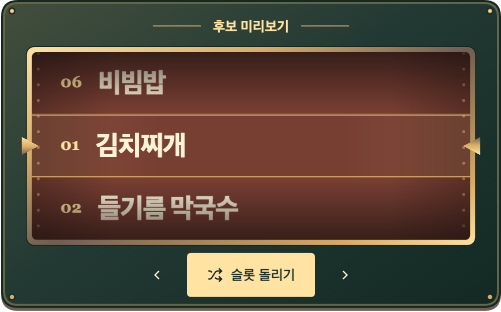 후보 미리보기
06 비빔밥
01 김치찌개
02 들기름 막국수
슬롯 돌리기